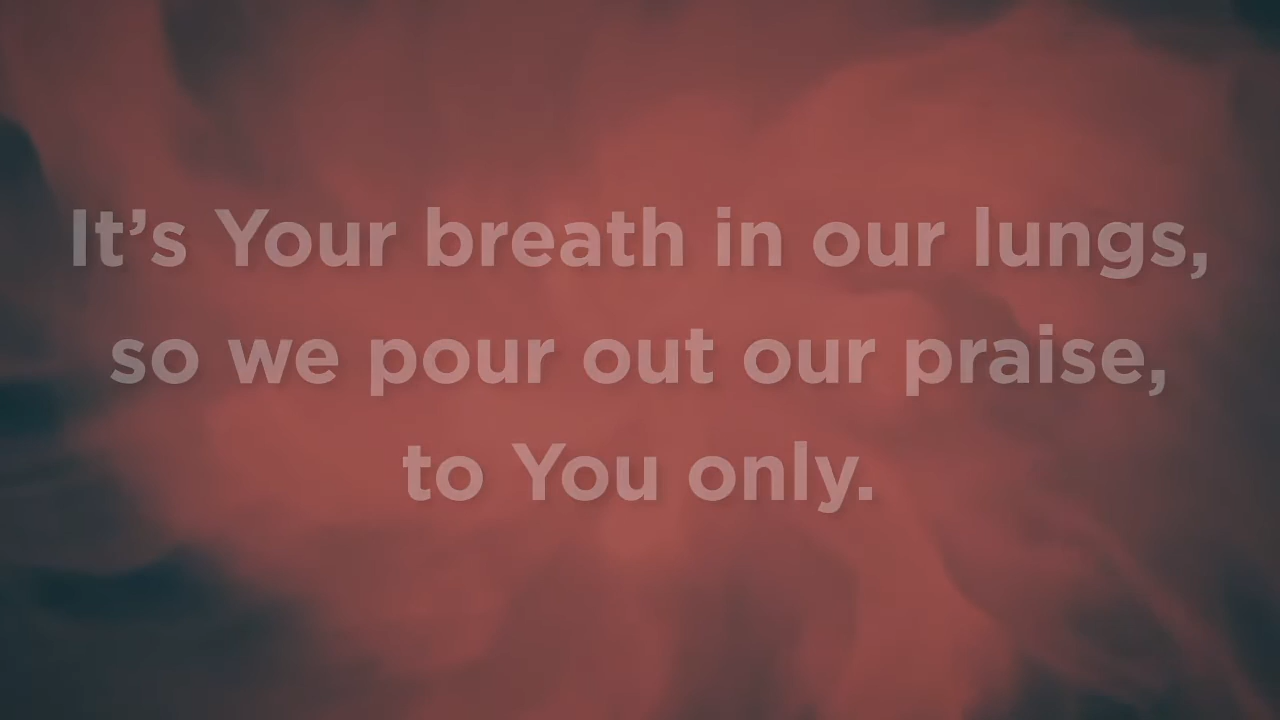 It’s Your breath in our lungs,
so we pour out our praise,
to You only.